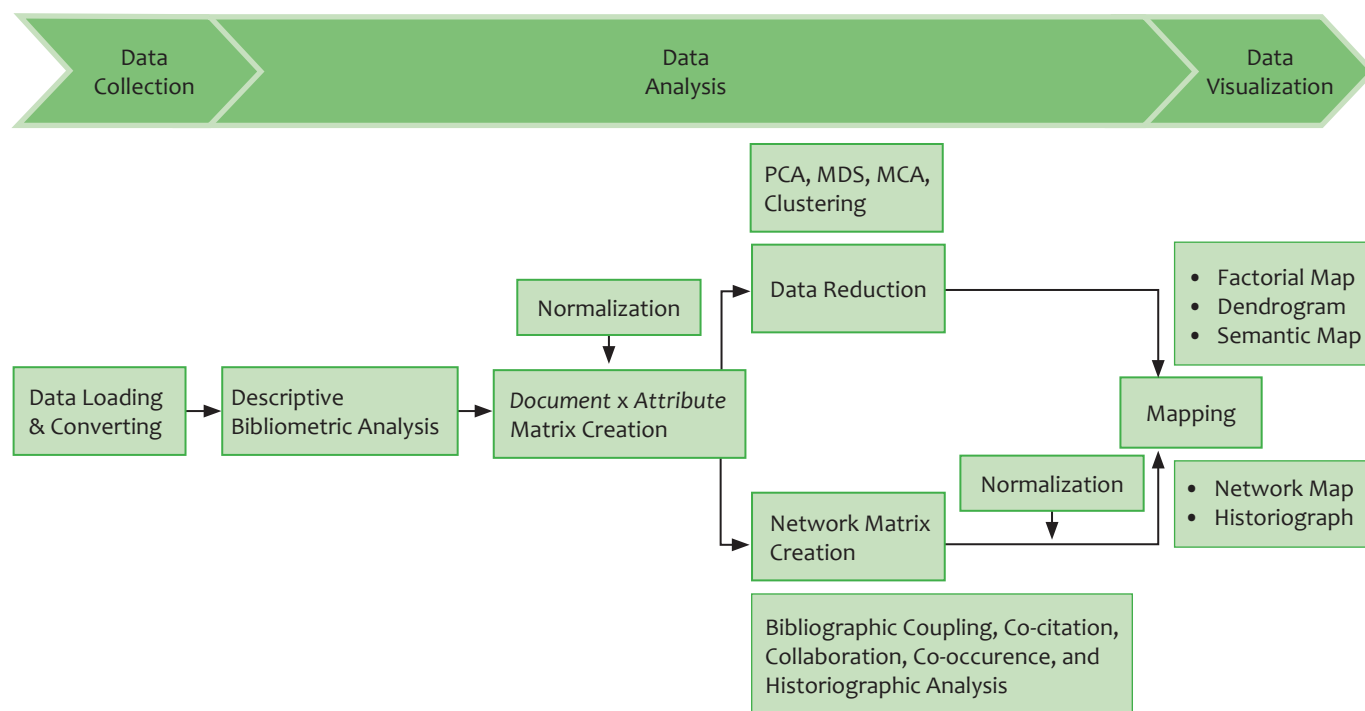 Data
Collection
Data
Analysis
Data
Visualization
PCA, MDS, MCA,
Clustering
Data Reduction
• Factorial Map
• Dendrogram
• Semantic Map
Normalization
Data Loading
& Converting
Descriptive
Bibliometric Analysis
Document x Attribute
Matrix Creation
Mapping
Normalization
• Network Map
• Historiograph
Network Matrix
Creation
Bibliographic Coupling, Co-citation,
Collaboration, Co-occurence, and
Historiographic Analysis